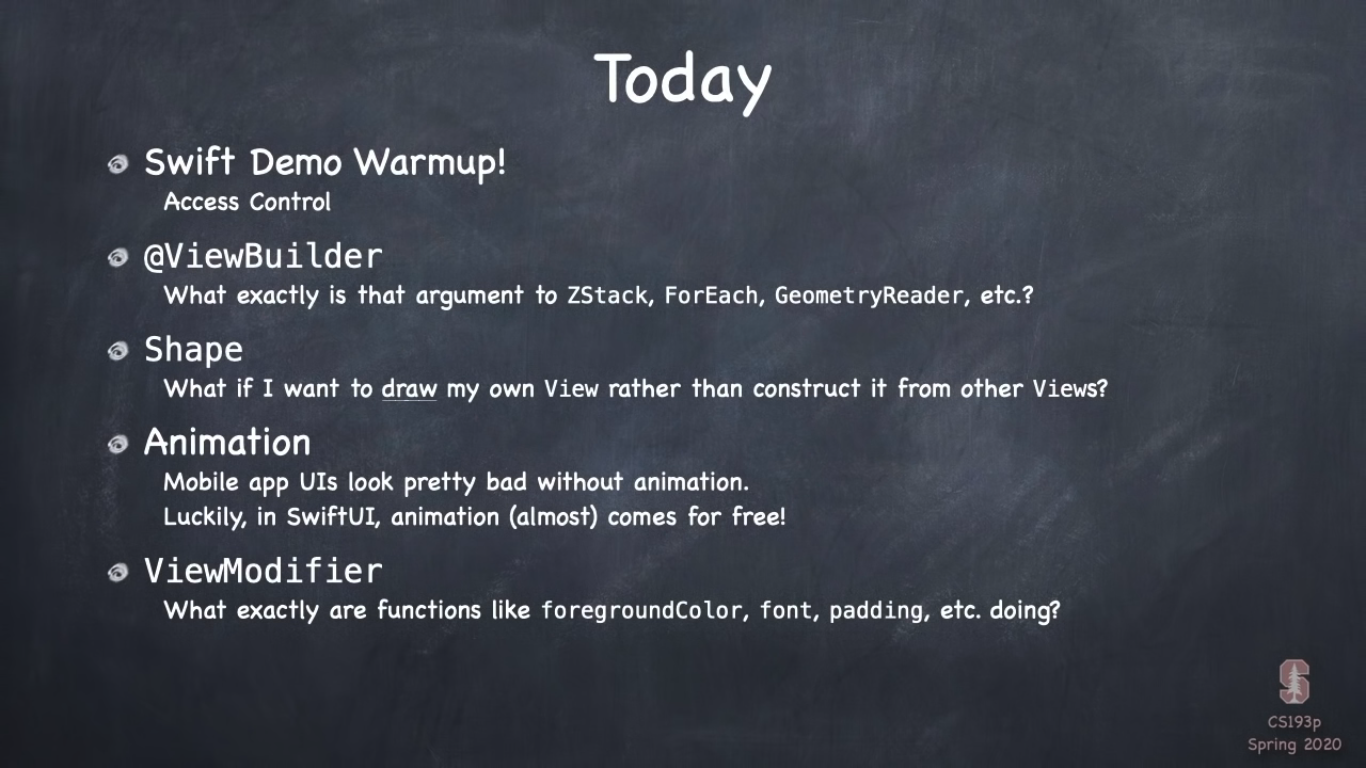 Today
Swift Demo Warmup!
Access Control
@ViewBuilder
What exactly is that argument to ZStack, ForEach, GeometryReader, etc.?
Shape
What if I want to draw my own View rather than construct it from other Views?
Animation
Mobile app UIs look pretty bad without animation.
Luckily, in SwiftUI, animation (almost) comes for free!
ViewModifier
What exactly are functions like foregroundColor, font, padding, etc. doing?
S
CS193p
Spring 2020